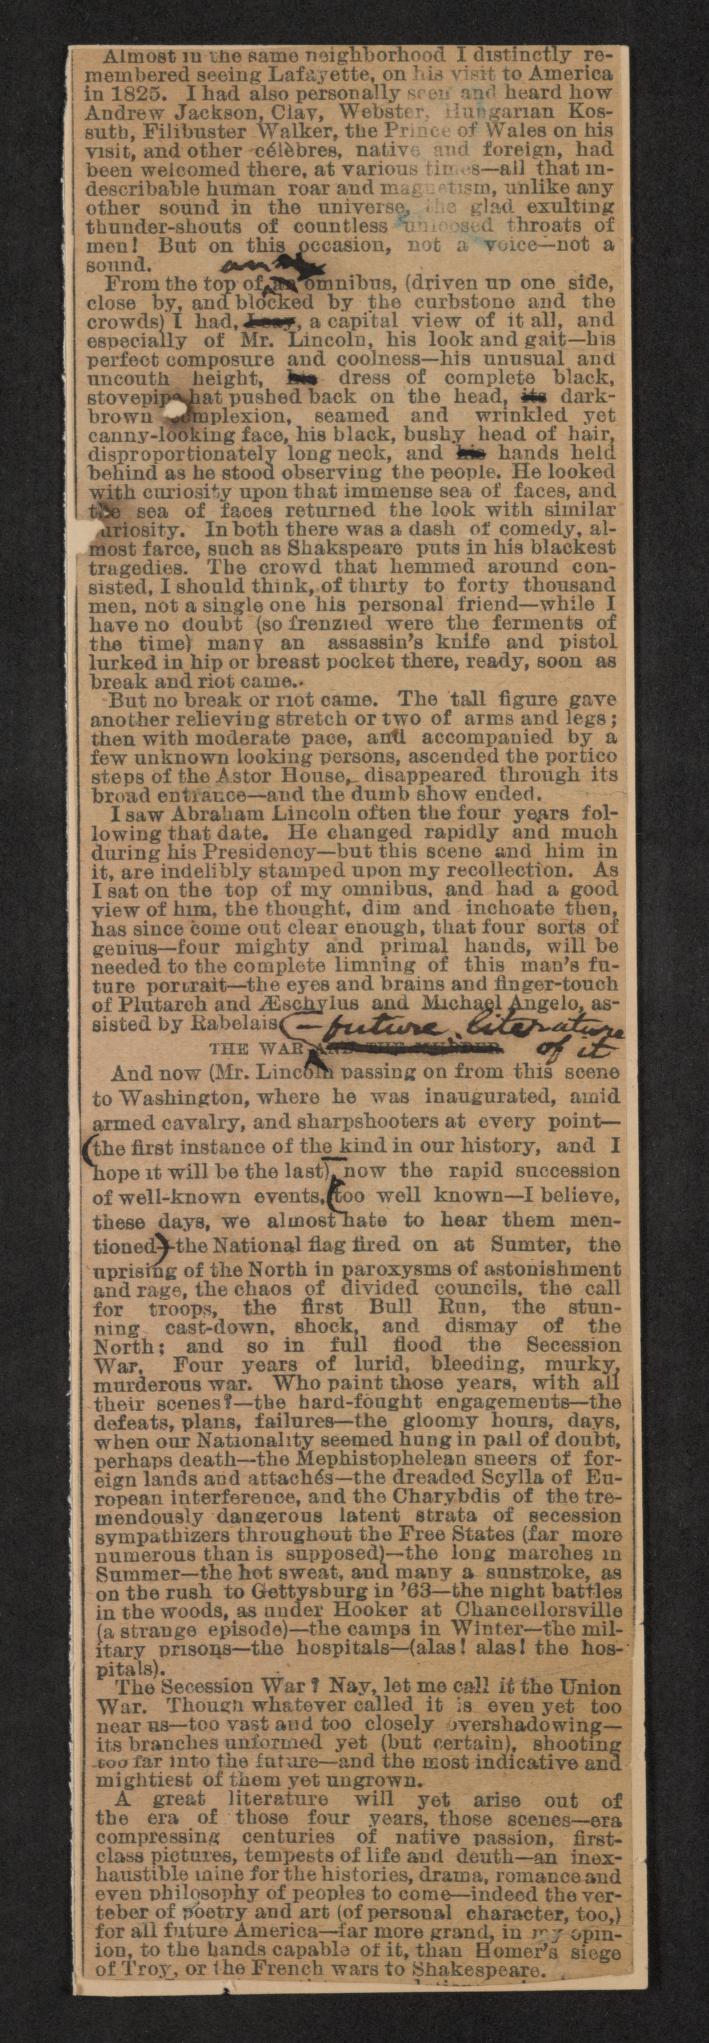 Almost in the same neighborhood I distinctly re-
membered seeing Lafayette, on his visit to America
in 1825. I had also personally seen and heard how
Andrew Jackson, Clay, Webster, Hungarian Kos-
suth, Filibuster Walker, the Prince of Wales on his
visit, and other célèbres, native and foreign, had
been welcomed there, at various times—all that in-
describable human roar and magnetism, unlike any
other sound in the universe, the glad exulting
thunder-shouts of countless unloosed throats of
men! But on this occasion, not a voice—not a
sound.
From the top of an omnibus, (driven up one side,
close by, and blocked by the curbstone and the
crowds) I had, I say, a capital view of it all, and
especially of Mr. Lincoln, his look and gait—his
perfect composure and coolness—his unusual and
uncouth height, his dress of complete black,
stovepipe hat pushed back on the head, its dark-
brown complexion, seamed and wrinkled yet
canny-looking face, his black, bushy head of hair,
disproportionately long neck, and his hands held
behind as he stood observing the people. He looked
with curiosity upon that immense sea of faces, and
the sea of faces returned the look with similar
curiosity. In both there was a dash of comedy, al-
most farce, such as Shakspeare puts in his blackest
tragedies. The crowd that hemmed around con-
sisted, I should think, of thirty to forty thousand
men, not a single one his personal friend—while I
have no doubt (so frenzied were the ferments of
the time) many an assassin's knife and pistol
lurked in hip or breast pocket there, ready, soon as
break and riot came.
But no break or riot came. The tall figure gave
another relieving stretch or two of arms and legs;
then with moderate pace, and accompanied by a
few unknown looking persons, ascended the portico
steps of the Astor House, disappeared through its
broad entrance—and the dumb show ended.
I saw Abraham Lincoln often the four years fol-
lowing that date. He changed rapidly and much
during his Presidency—but this scene and him in
it, are indelibly stamped upon my recollection. As
I sat on the top of my omnibus, and had a good
view of him, the thought, dim and inchoate then,
has since come out clear enough, that four sorts of
genius—four mighty and primal hands, will be
needed to the complete limning of this man's fu-
ture portrait—the eyes and brains and finger-touch
of Plutarch and Æschylus and Michael Angelo, as-
sisted by Rabelais
—future literature
of it
THE WAR AND THE MURDER
And now (Mr. Lincoln passing on from this scene
to Washington, where he was inaugurated, amid
armed cavalry, and sharpshooters at every point—
(the first instance of the kind in our history, and I
hope it will be the last), now the rapid succession
of well-known events, (too well known—I believe,
these days, we almost hate to hear them men-
tioned)—the National flag fired on at Sumter, the
uprising of the North in paroxysms of astonishment
and rage, the chaos of divided councils, the call
for troops, the first Bull Run, the stun-
ning cast-down, shock, and dismay of the
North; and so in full flood the Secession
War. Four years of lurid, bleeding, murky,
murderous war. Who paint those years, with all
their scenes?—the hard-fought engagements—the
defeats, plans, failures—the gloomy hours, days,
when our Nationality seemed hung in pall of doubt,
perhaps death—the Mephistophelean sneers of for-
eign lands and attachés—the dreaded Scylla of Eu-
ropean interference, and the Charybdis of the tre-
mendously dangerous latent strata of secession
sympathizers throughout the Free States (far more
numerous than is supposed)—the long marches in
Summer—the hot sweat, and many a sunstroke, as
on the rush to Gettysburg in '63—the night battles
in the woods, as under Hooker at Chancellorsville
(a strange episode)—the camps in Winter—the mil-
itary prisons—the hospitals—(alas! alas! the hos-
pitals).
The Secession War? Nay, let me call it the Union
War. Though whatever called it is even yet too
near us—too vast and too closely overshadowing—
its branches unformed yet (but certain), shooting
too far into the future—and the most indicative and
mightiest of them yet ungrown.
A great literature will yet arise out of
the era of those four years, those scenes—era
compressing centuries of native passion, first-
class pictures, tempests of life and death—an inex-
haustible mine for the histories, drama, romance and
even philosophy of peoples to come—indeed the ver-
teber of poetry and art (of personal character, too,)
for all future America—far more grand, in my opin-
ion, to the hands capable of it, than Homer's siege
of Troy, or the French wars to Shakespeare.